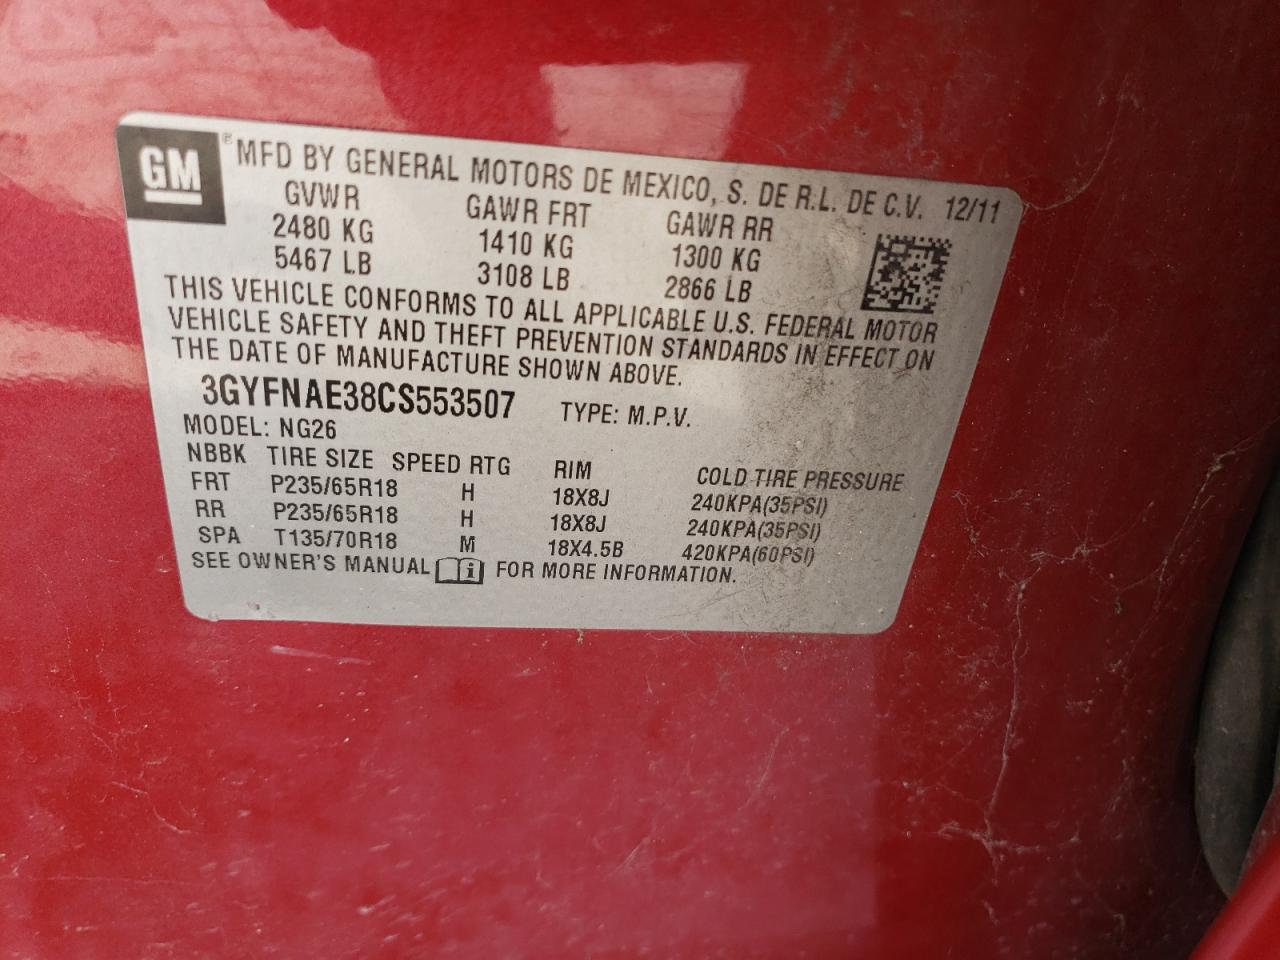 GM
MFD BY GENERAL MOTORS DE MEXICO, S. DE R.L. DE C.V. 12/11
GVWR GAWR FRT GAWR RR
2480 KG 1410 KG 1300 KG
5467 LB 3108 LB 2866 LB
THIS VEHICLE CONFORMS TO ALL APPLICABLE U.S. FEDERAL MOTOR
VEHICLE SAFETY AND THEFT PREVENTION STANDARDS IN EFFECT ON
THE DATE OF MANUFACTURE SHOWN ABOVE.
3GYFNAE38CS553507 TYPE: M.P.V.
MODEL: NG26
NBBK TIRE SIZE SPEED RTG RIM COLD TIRE PRESSURE
FRT P235/65R18 H 18X8J 240KPA(35PSI)
RR P235/65R18 H 18X8J 240KPA(35PSI)
SPA T135/70R18 M 18X4.5B 420KPA(60PSI)
SEE OWNER'S MANUAL i FOR MORE INFORMATION.